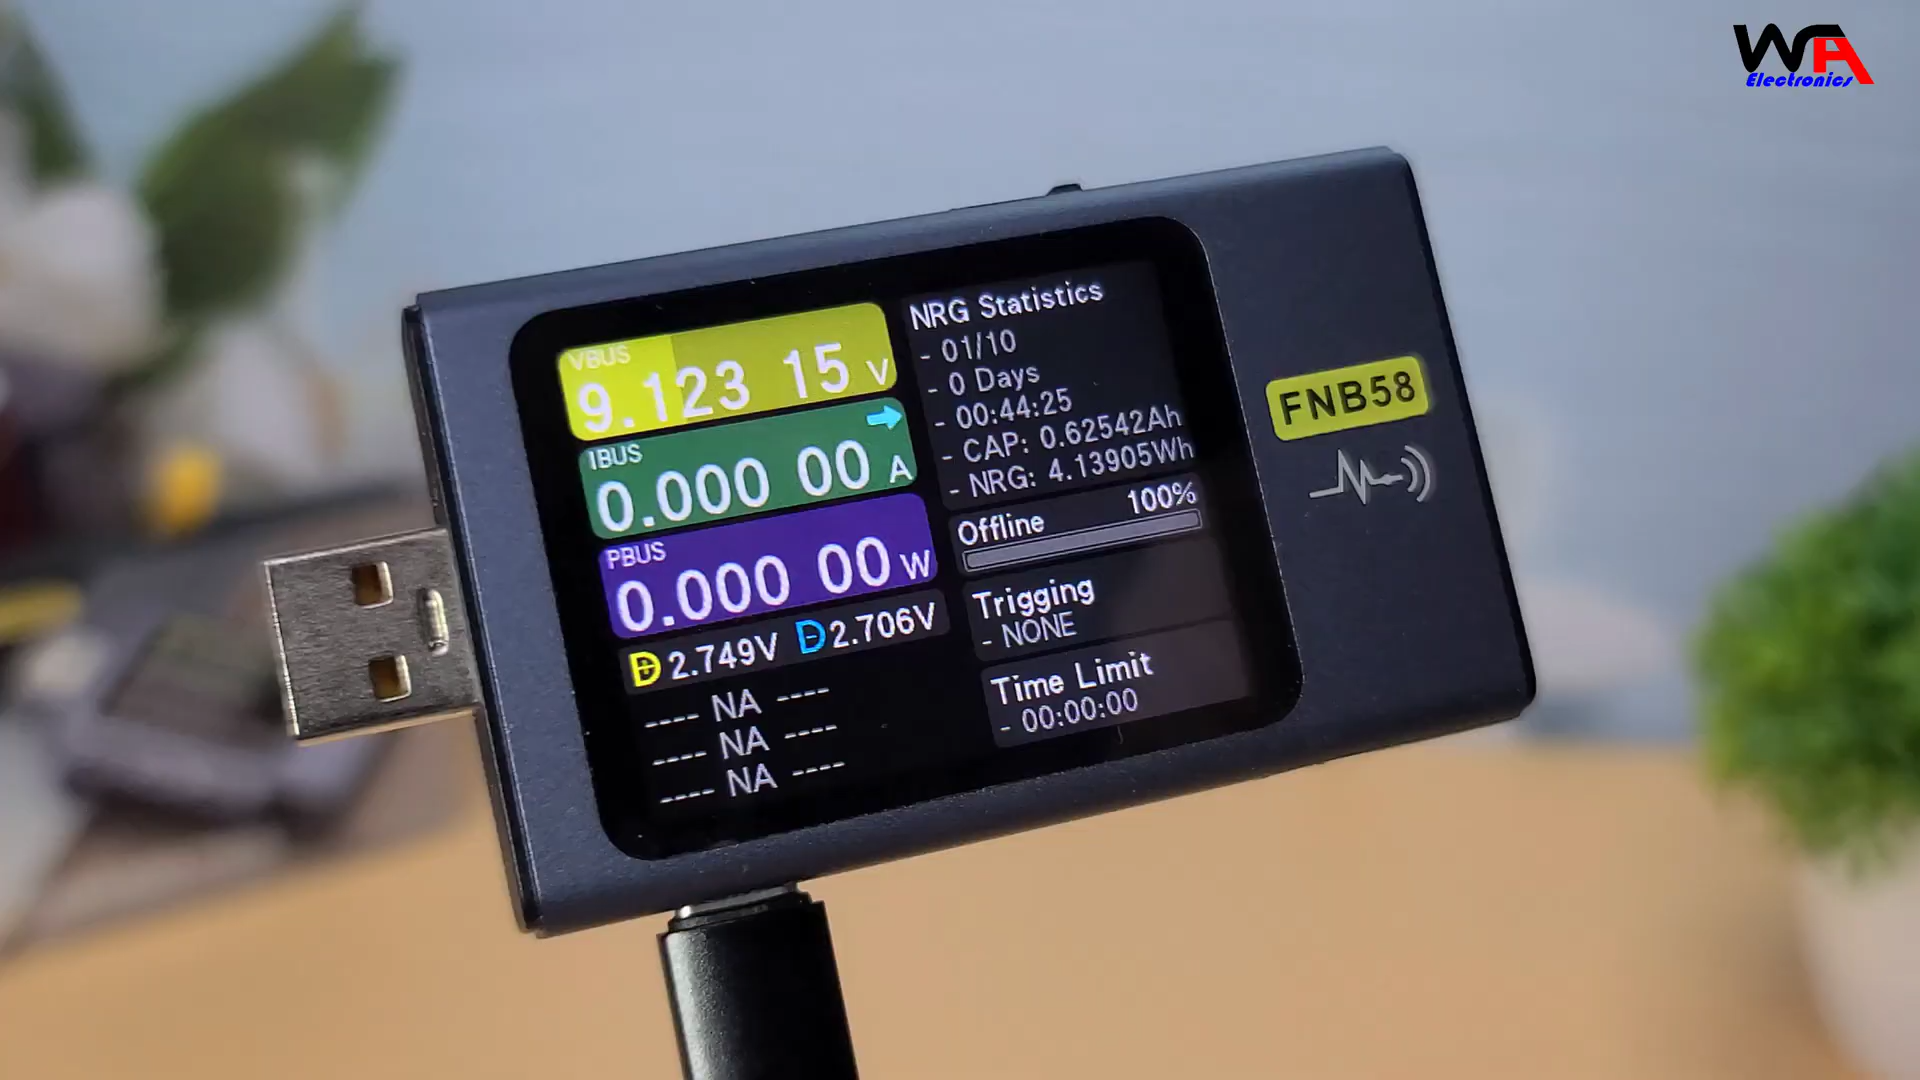 WA
Electronics
VBUS
9.123 15 V
IBUS
0.000 00 A
PBUS
0.000 00 W
D+ 2.749V D- 2.706V
---- NA ----
---- NA ----
---- NA ----
NRG Statistics
- 01/10
- 0 Days
- 00:44:25
- CAP: 0.62542Ah
- NRG: 4.13905Wh
Offline 100%
Trigging
- NONE
Time Limit
- 00:00:00
FNB58